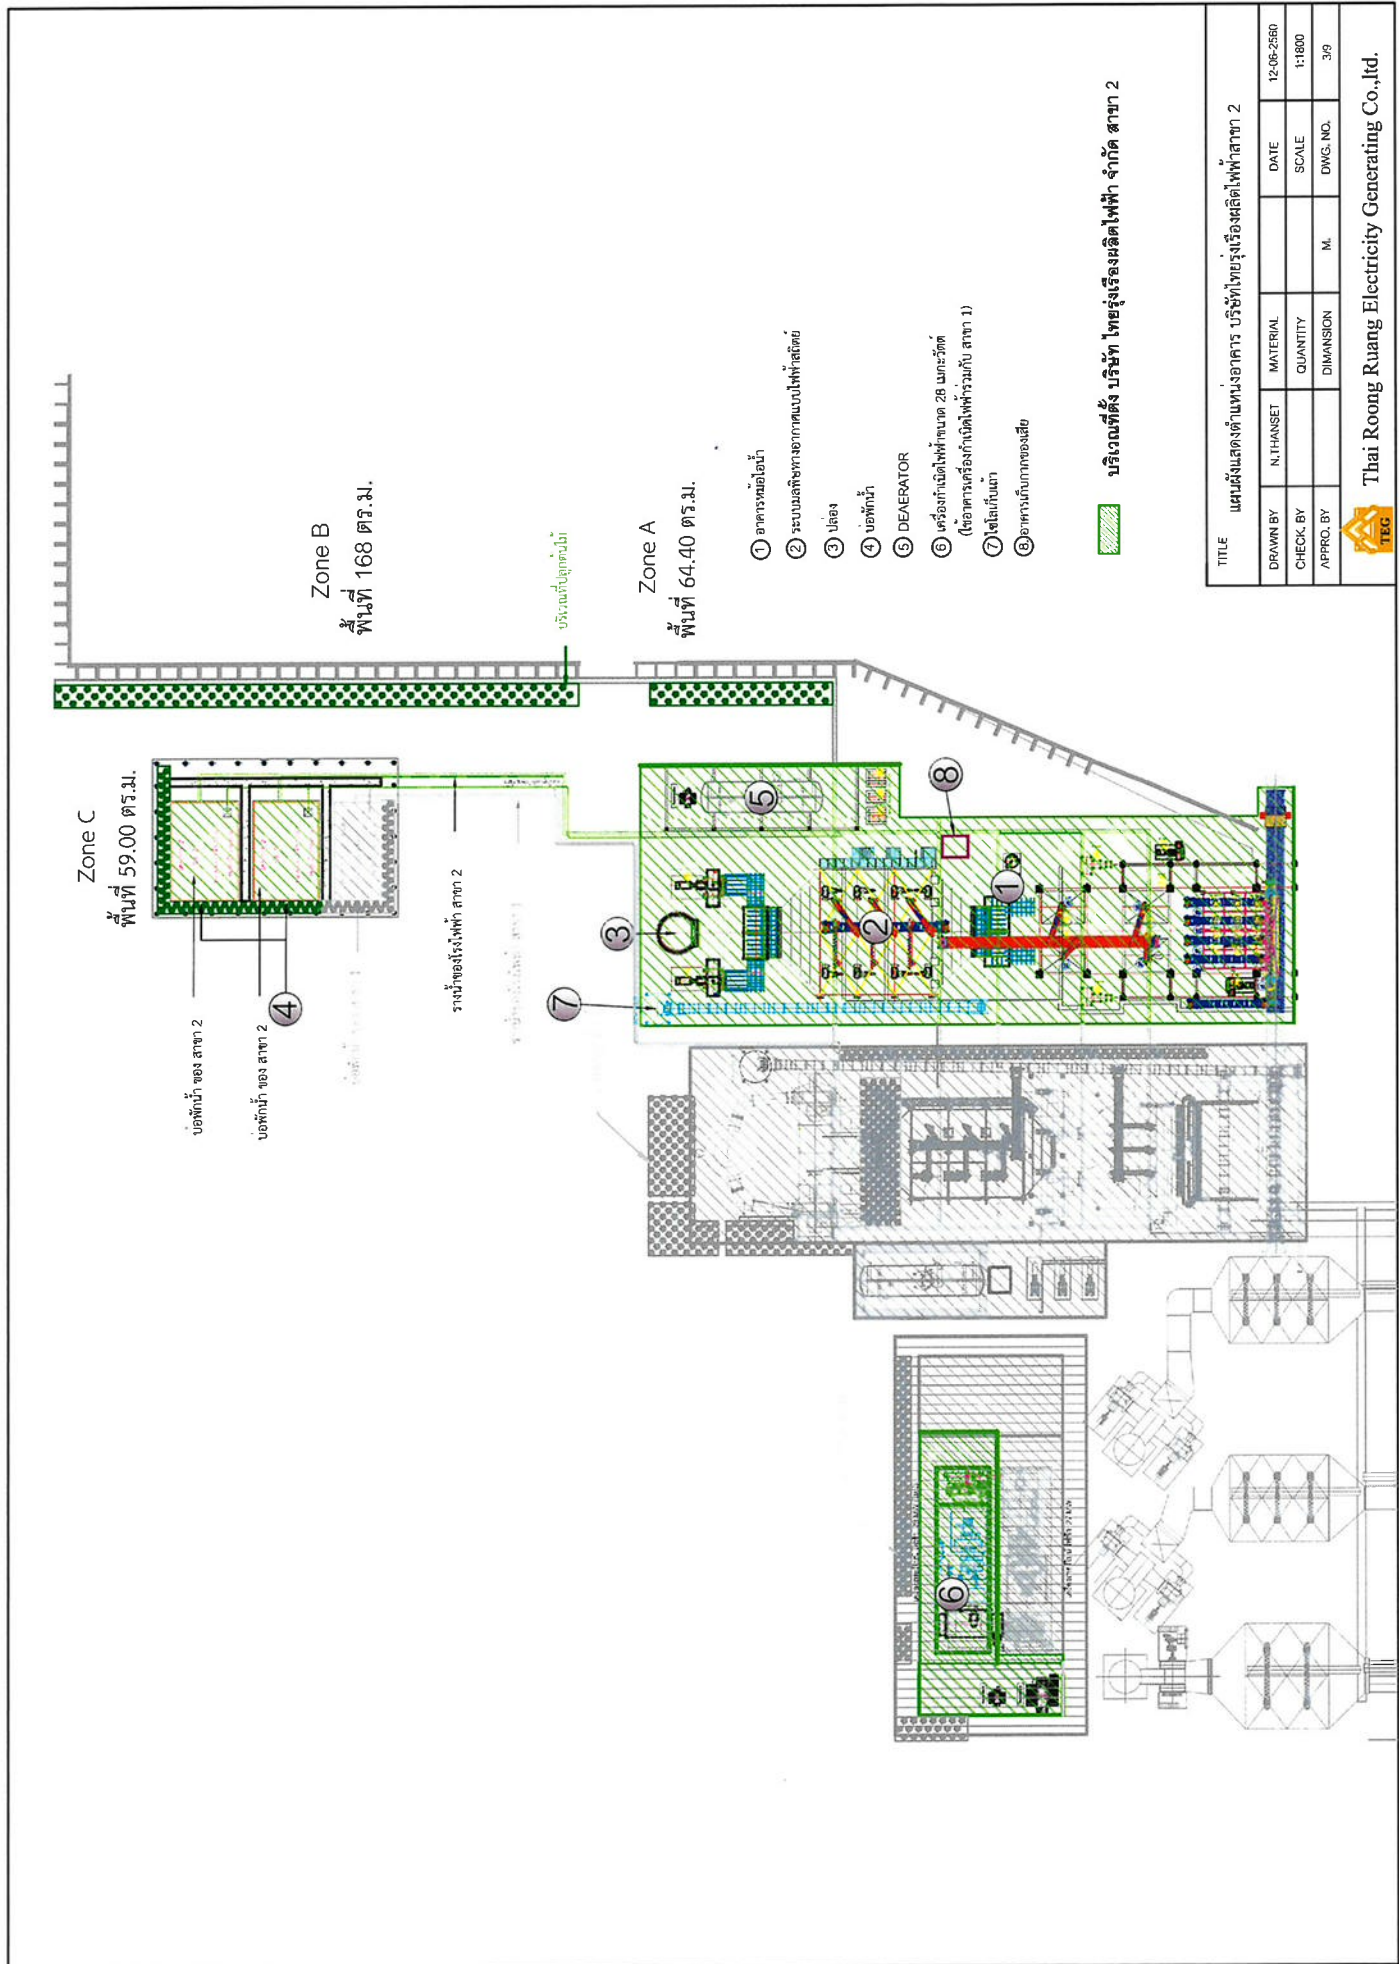 Zone C
พื้นที่ 59.00 ตร.ม.
Zone B
พื้นที่ 168 ตร.ม.
Zone A
พื้นที่ 64.40 ตร.ม.
บริเวณที่ปลูกต้นไม้
บ่อพักน้ำ ของ สาขา 2
บ่อพักน้ำ ของ สาขา 2
4
รางน้ำของโรงไฟฟ้า สาขา 2
3
7
5
8
2
1
6
1 อาคารหม้อไอน้ำ
2 ระบบมลพิษทางอากาศแบบไฟฟ้าสถิตย์
3 ปล่อง
4 บ่อพักน้ำ
5 DEAERATOR
6 เครื่องกำเนิดไฟฟ้าขนาด 28 เมกะวัตต์
(ใช้อาคารเครื่องกำเนิดไฟฟ้าร่วมกับ สาขา 1)
7 ไซโลเก็บเถ้า
8 อาคารเก็บกากของเสีย
บริเวณที่ตั้ง บริษัท ไทยรุ่งเรืองผลิตไฟฟ้า จำกัด สาขา 2
TITLE แผนผังแสดงตำแหน่งอาคาร บริษัทไทยรุ่งเรืองผลิตไฟฟ้าสาขา 2
DRAWN BY N.THANSET MATERIAL DATE 12-06-2560
CHECK. BY QUANTITY SCALE 1:1800
APPRO. BY DIMANSION M. DWG. NO. 3/9
TEG Thai Roong Ruang Electricity Generating Co.,ltd.